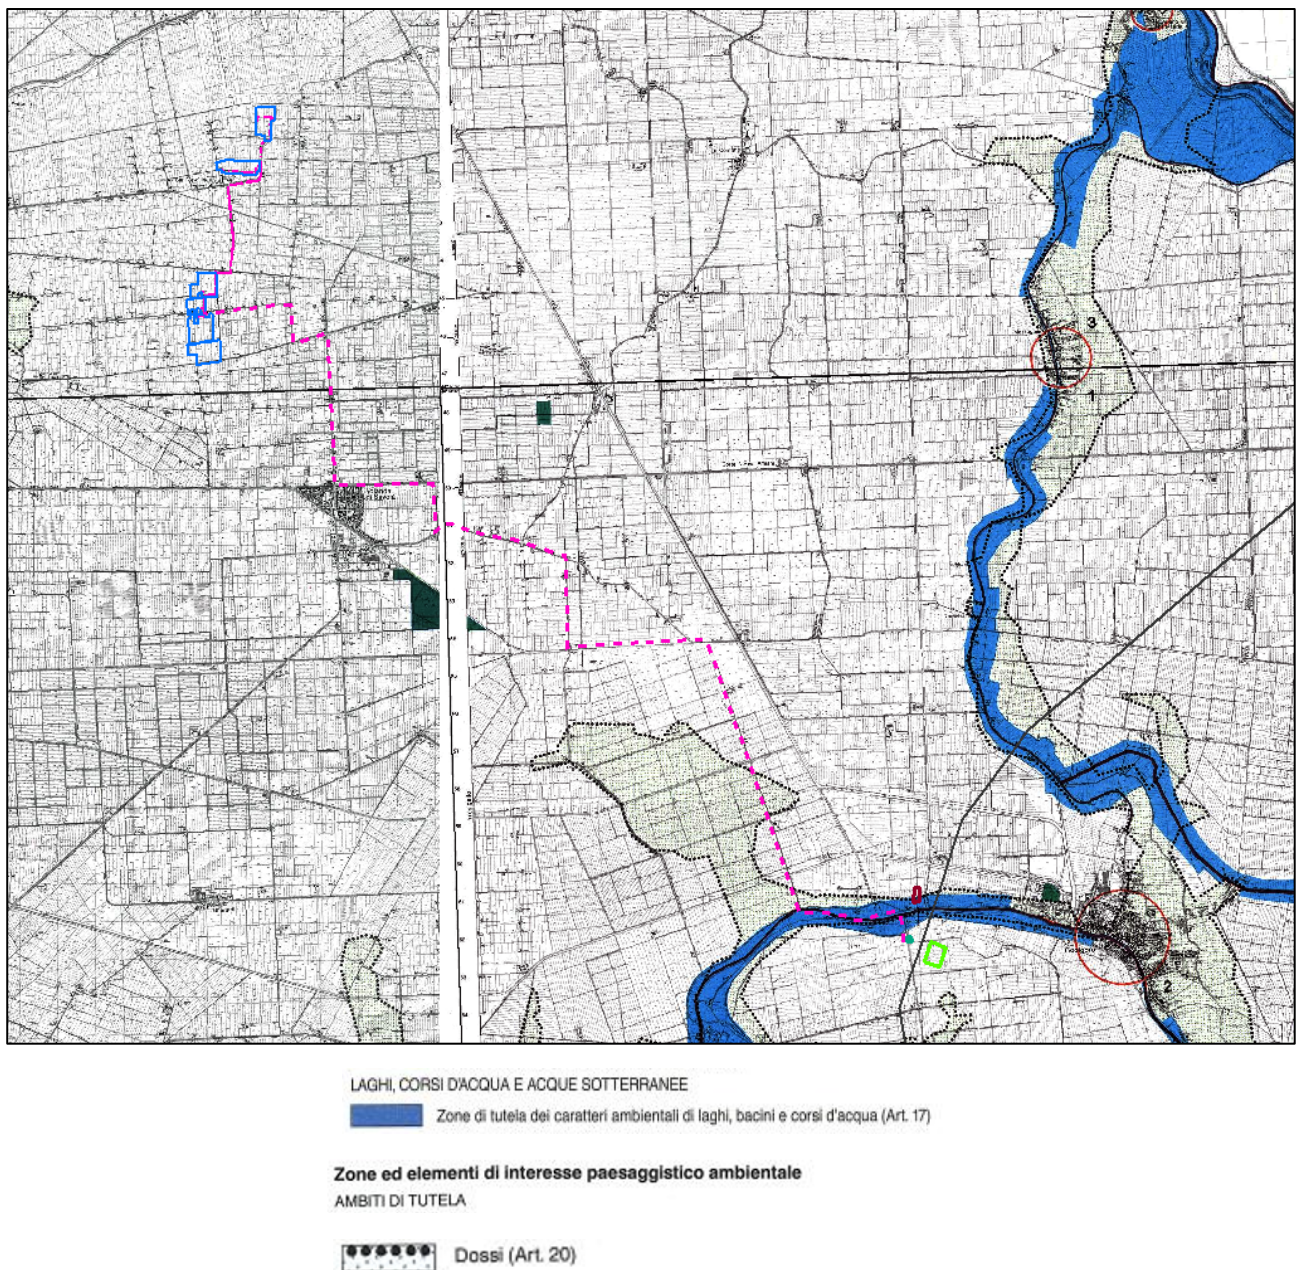 3
1
2
LAGHI, CORSI D'ACQUA E ACQUE SOTTERRANEE
Zone di tutela dei caratteri ambientali di laghi, bacini e corsi d'acqua (Art. 17)
Zone ed elementi di interesse paesaggistico ambientale
AMBITI DI TUTELA
Dossi (Art. 20)